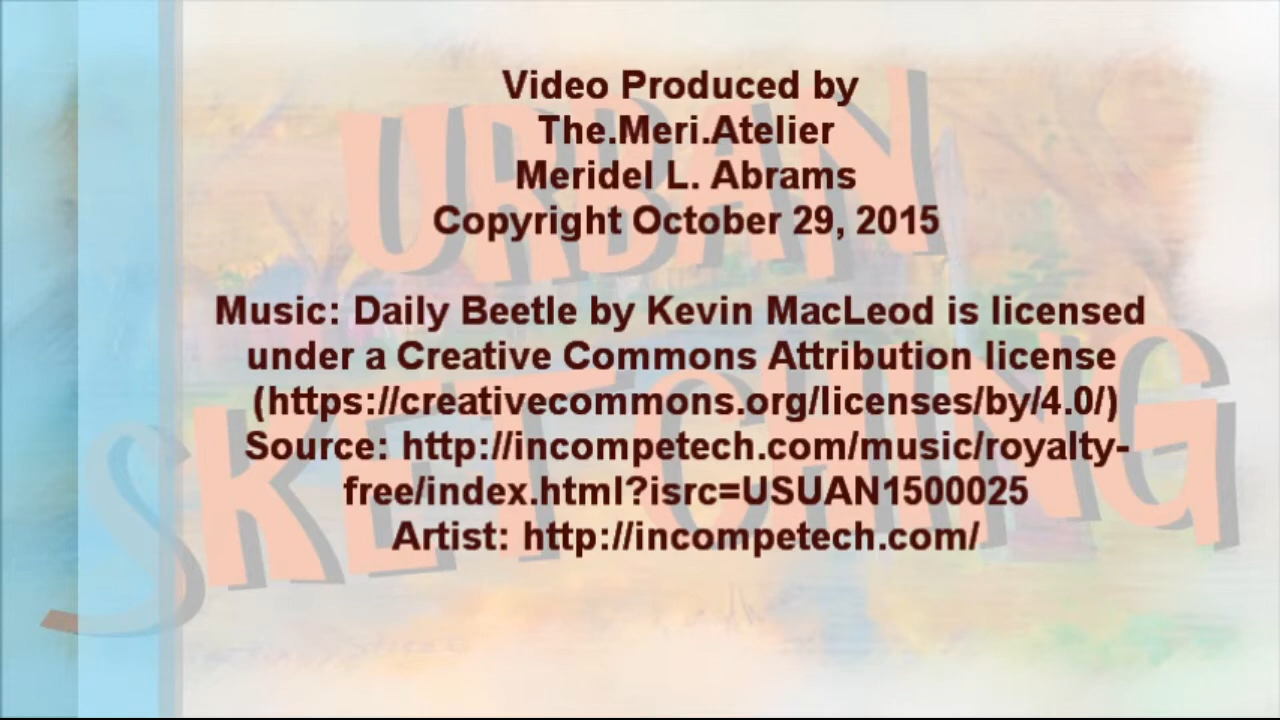 Video Produced by
The.Meri.Atelier
Meridel L. Abrams
Copyright October 29, 2015
Music: Daily Beetle by Kevin MacLeod is licensed
under a Creative Commons Attribution license
(https://creativecommons.org/licenses/by/4.0/)
Source: http://incompetech.com/music/royalty-
free/index.html?isrc=USUAN1500025
Artist: http://incompetech.com/
URBAN
SKETCHING